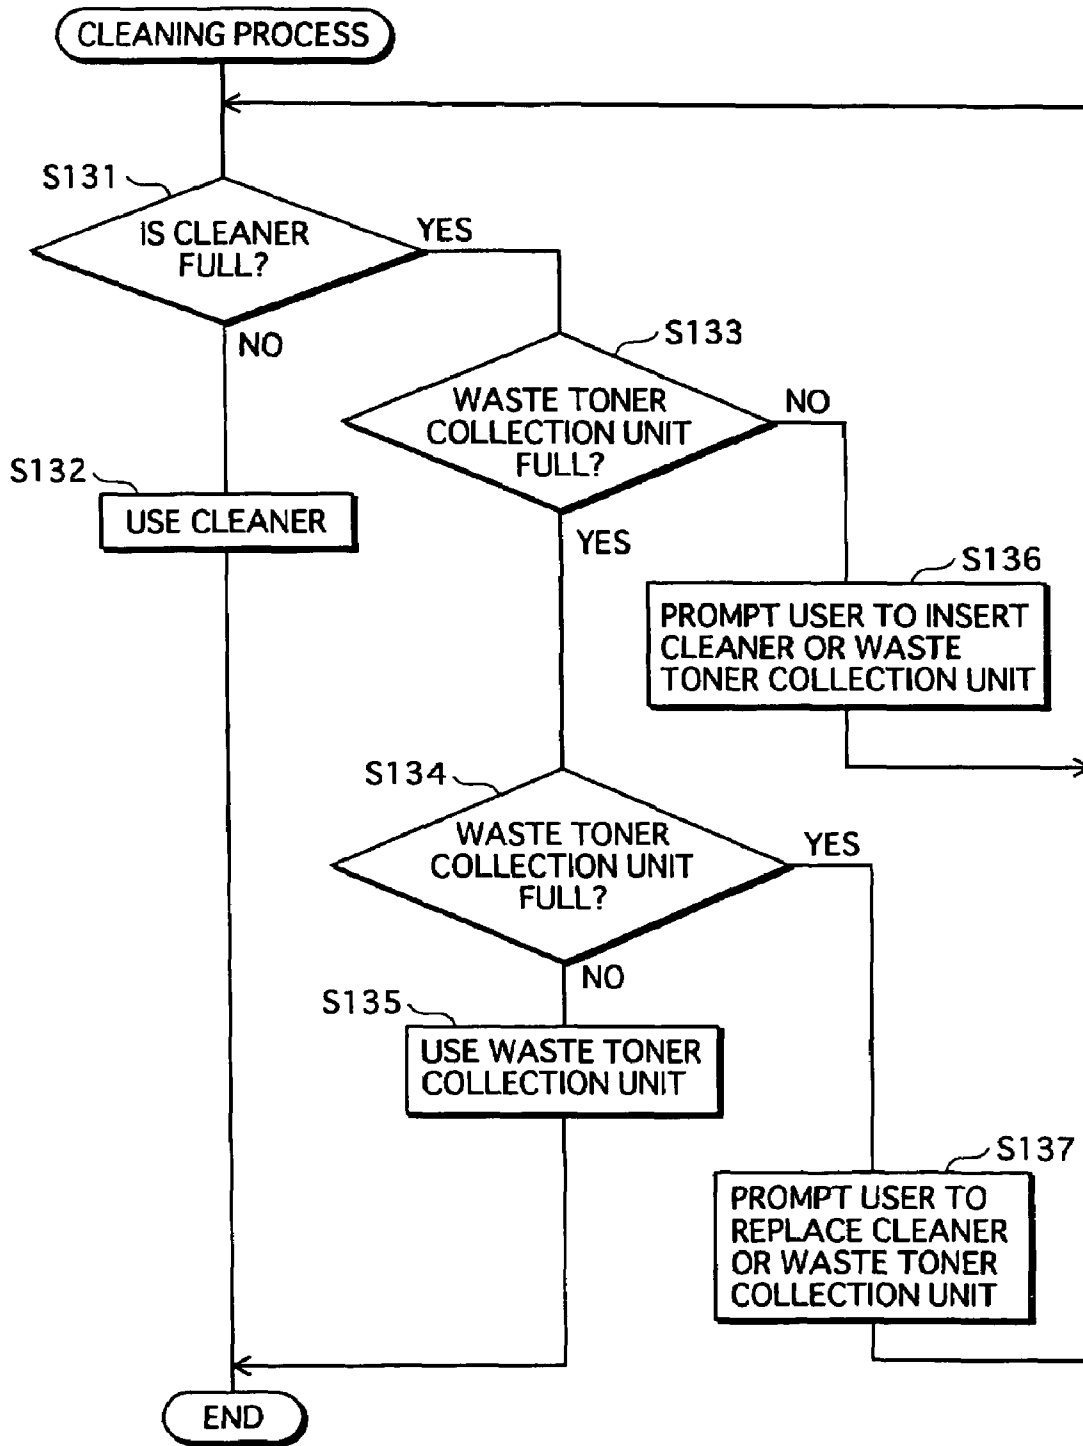 CLEANING PROCESS
S131
IS CLEANER
FULL?
YES
NO
S132
USE CLEANER
S133
WASTE TONER
COLLECTION UNIT
FULL?
NO
YES
S136
PROMPT USER TO INSERT
CLEANER OR WASTE
TONER COLLECTION UNIT
S134
WASTE TONER
COLLECTION UNIT
FULL?
YES
NO
S135
USE WASTE TONER
COLLECTION UNIT
S137
PROMPT USER TO
REPLACE CLEANER
OR WASTE TONER
COLLECTION UNIT
END